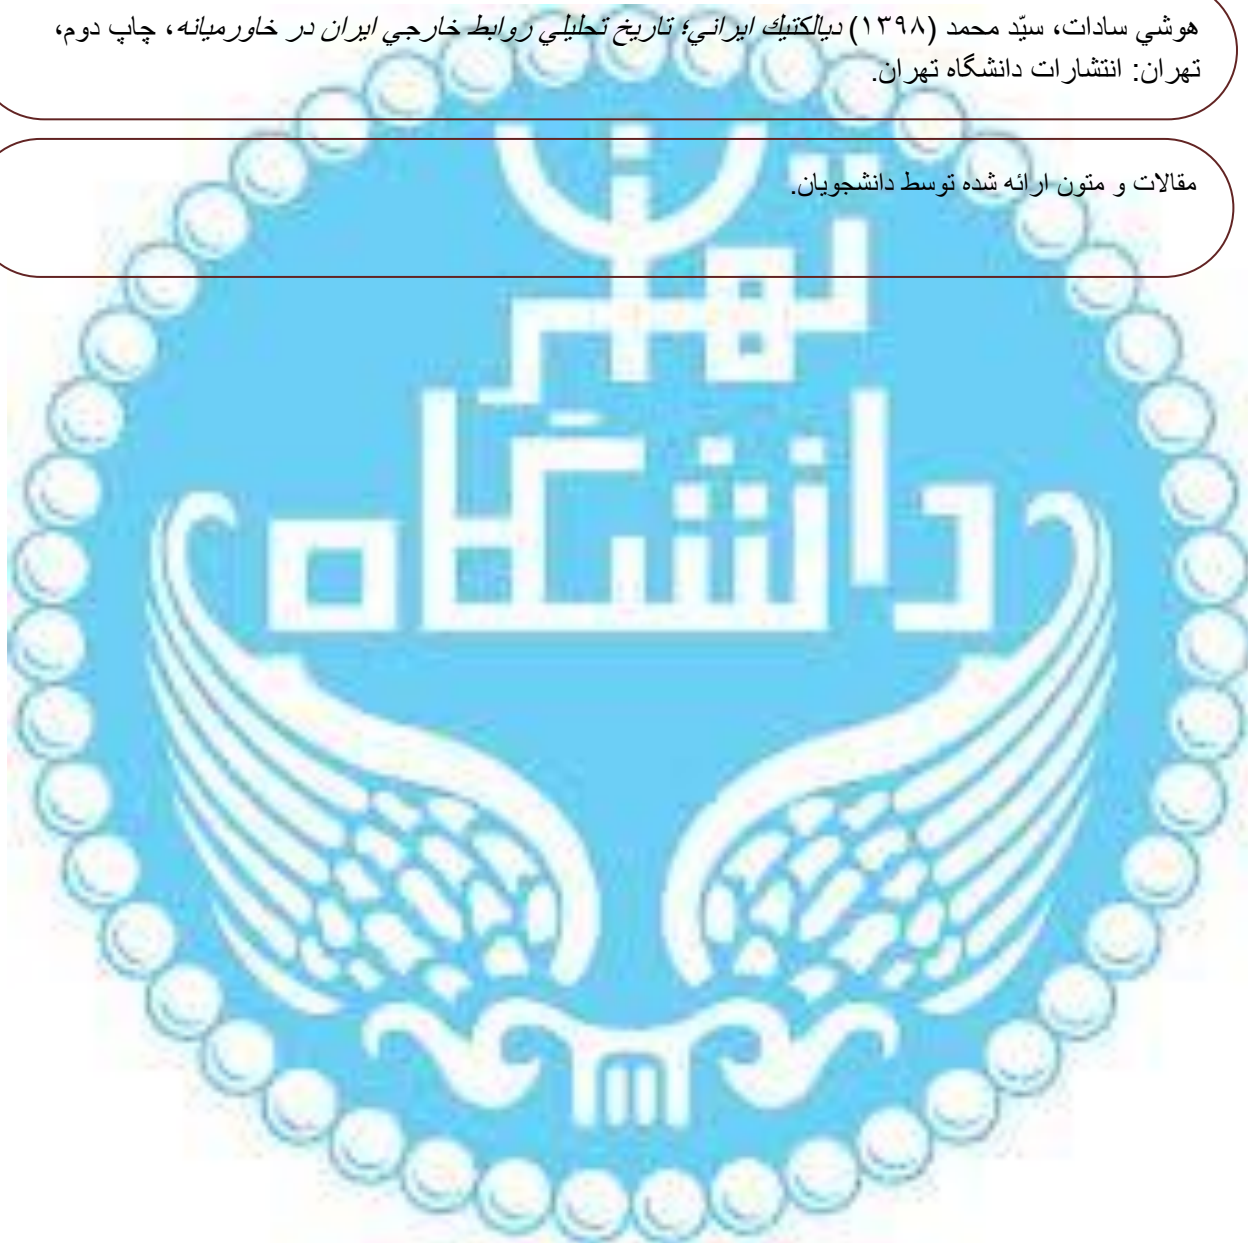 هوشي سادات، سيّد محمد (۱۳۹۸) ديالكتيك ايراني؛ تاريخ تحليلي روابط خارجي ايران در خاورميانه، چاپ دوم،
تهران: انتشارات دانشگاه تهران.
مقالات و متون ارائه شده توسط دانشجويان.
تهران
دانشگاه